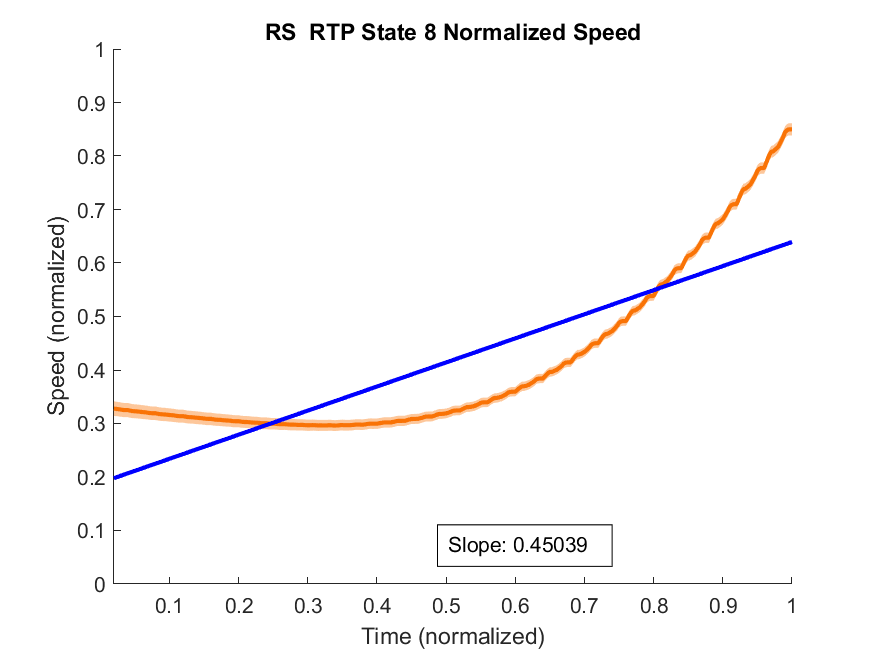 RS  RTP State 8 Normalized Speed
1
0.9
0.8
0.7
0.6
0.5
0.4
0.3
0.2
0.1
0
Speed (normalized)
Slope: 0.45039
0.1 0.2 0.3 0.4 0.5 0.6 0.7 0.8 0.9 1
Time (normalized)